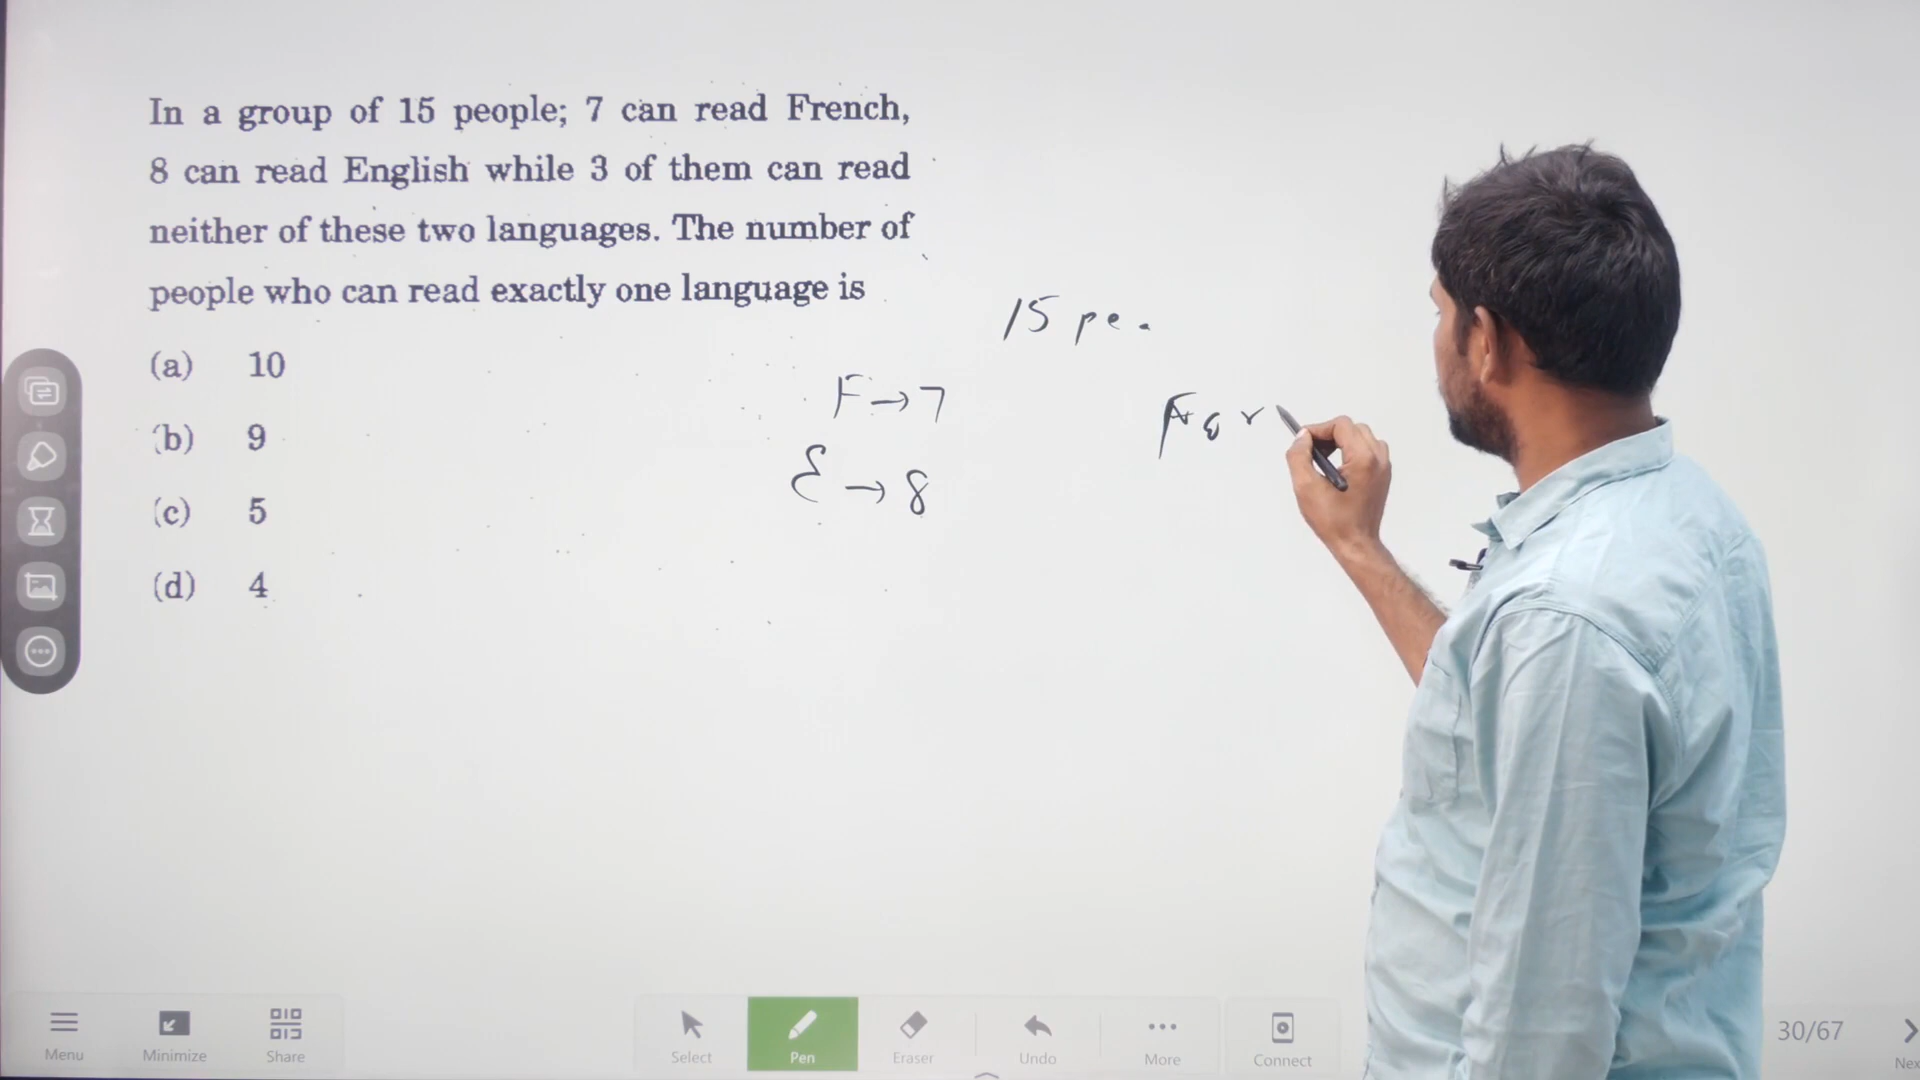 In a group of 15 people; 7 can read French,
8 can read English while 3 of them can read
neither of these two languages. The number of
people who can read exactly one language is
(a) 10
(b) 9
(c) 5
(d) 4
15 pe.
F→7
E→8
For
Menu
Minimize
Share
Select
Pen
Eraser
Undo
More
Connect
30/67
Nex